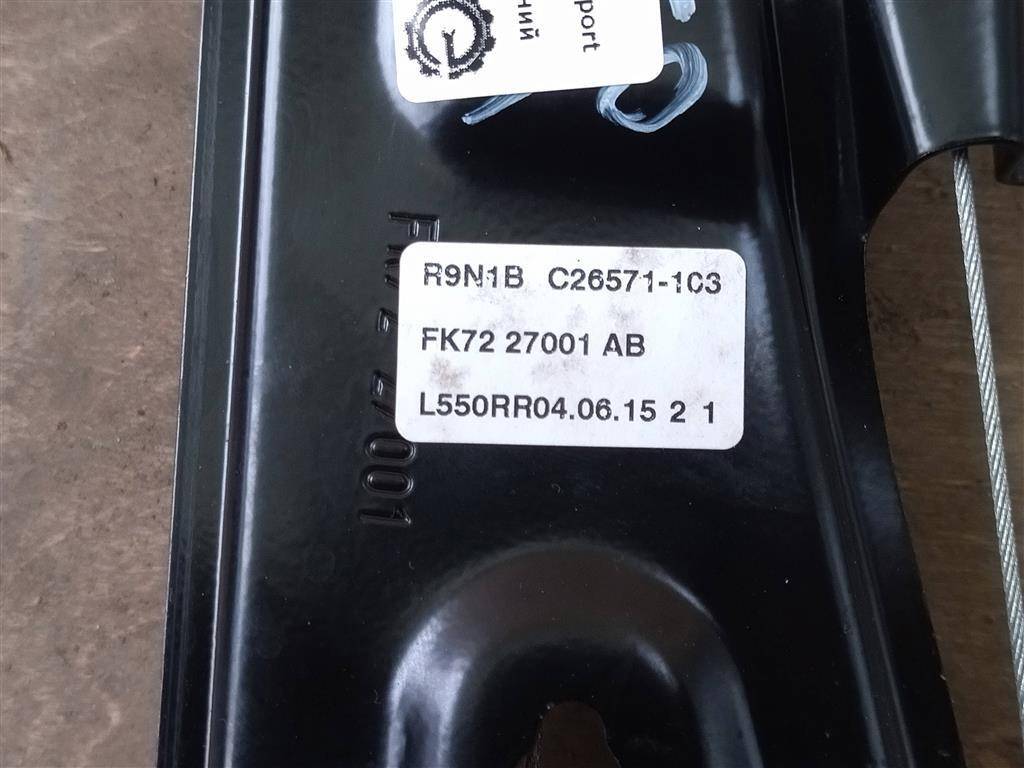 port
ний
R9N1B C26571-103
FK72 27001 AB
L550RR04.06.15 2 1